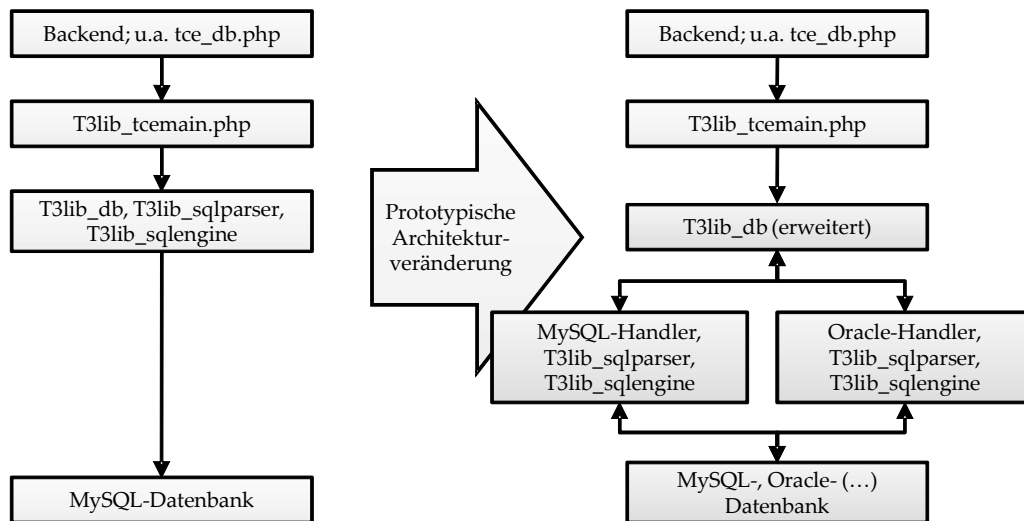 Backend; u.a. tce_db.php
T3lib_tcemain.php
T3lib_db, T3lib_sqlparser,
T3lib_sqlengine
MySQL-Datenbank
Prototypische
Architektur-
veränderung
Backend; u.a. tce_db.php
T3lib_tcemain.php
T3lib_db (erweitert)
MySQL-Handler,
T3lib_sqlparser,
T3lib_sqlengine
Oracle-Handler,
T3lib_sqlparser,
T3lib_sqlengine
MySQL-, Oracle- (…)
Datenbank